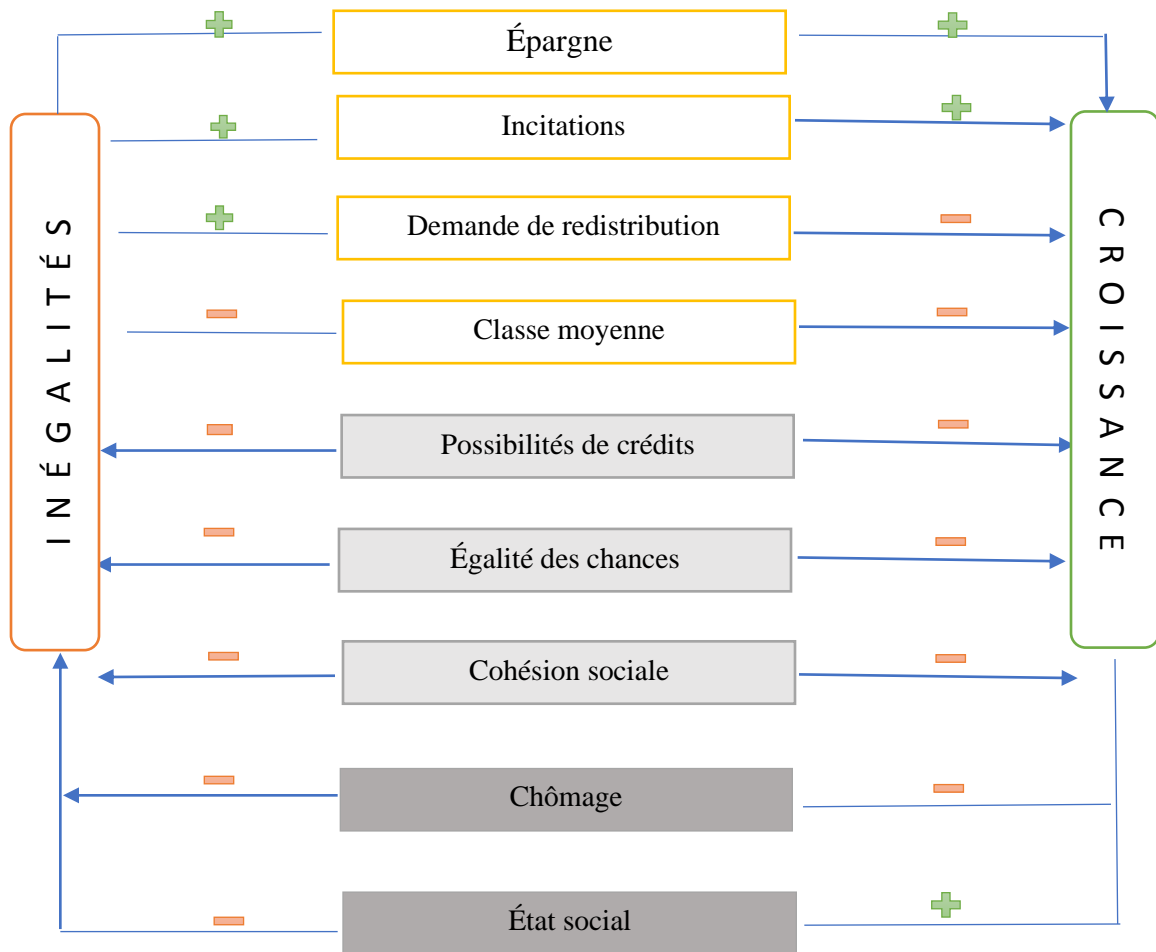 Épargne
Incitations
Demande de redistribution
Classe moyenne
Possibilités de crédits
Égalité des chances
Cohésion sociale
Chômage
État social
INÉGALITÉS
CROISSANCE